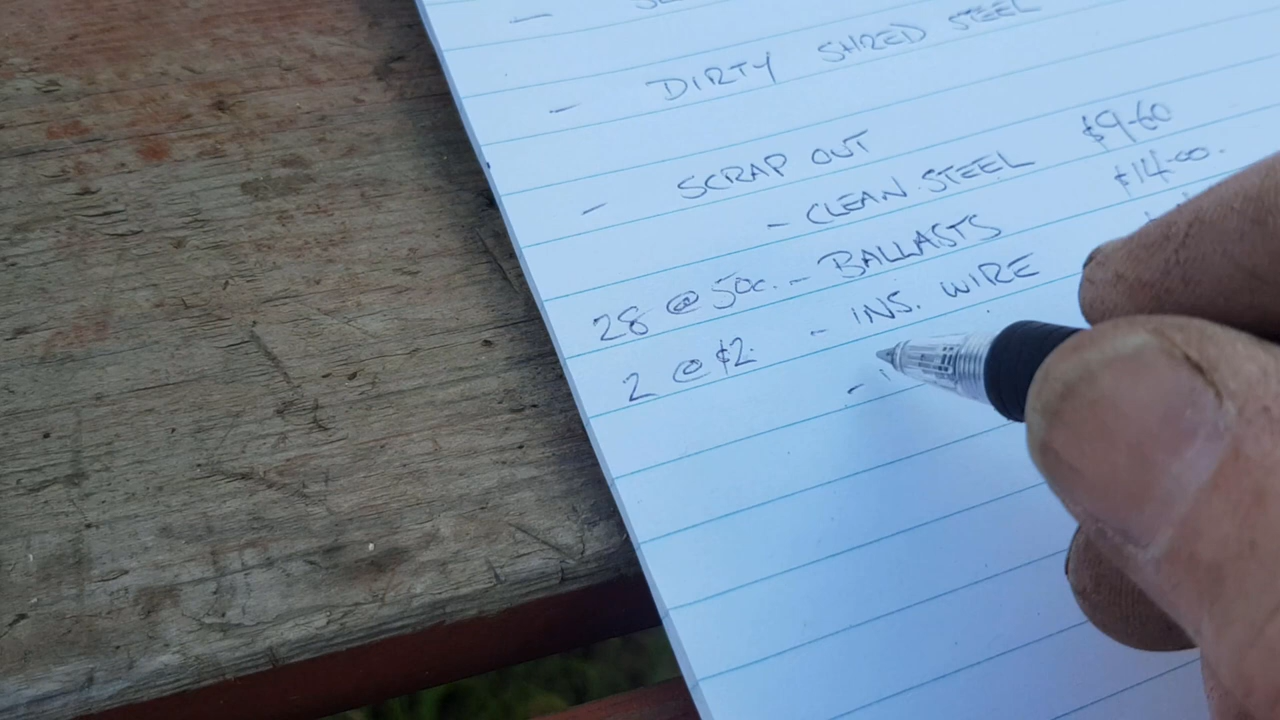 -
- DIRTY SHRED STEEL
- SCRAP OUT
- CLEAN STEEL $9-60
28 @ 50c. - BALLASTS $14-00.
2 @ $2. - INS. WIRE
-